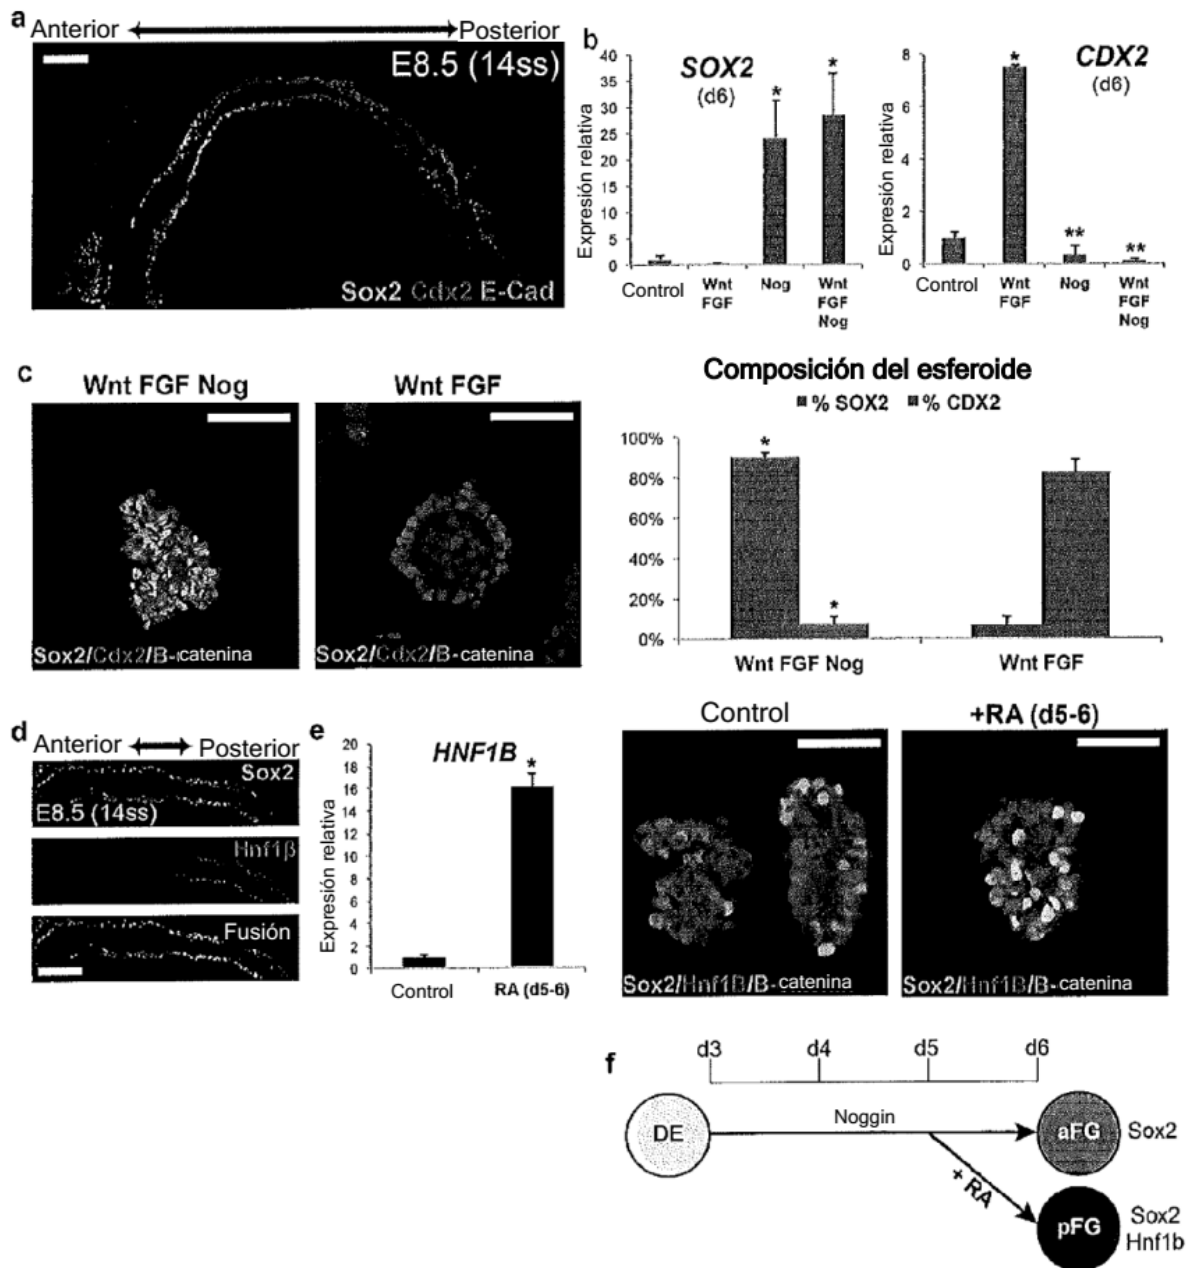 a
Anterior
Posterior
E8.5 (14ss)
Sox2 Cdx2 E-Cad
b
SOX2
(d6)
Expresión relativa
40
35
30
25
20
15
10
5
0
*
*
Control
Wnt
FGF
Nog
Wnt
FGF
Nog
CDX2
(d6)
Expresión relativa
8
6
4
2
0
*
**
**
Control
Wnt
FGF
Nog
Wnt
FGF
Nog
c
Wnt FGF Nog
Sox2/Cdx2/B-catenina
Wnt FGF
Sox2/Cdx2/B-catenina
Composición del esferoide
% SOX2 % CDX2
100%
80%
60%
40%
20%
0%
*
*
Wnt FGF Nog
Wnt FGF
d
Anterior Posterior
Sox2
E8.5 (14ss)
Hnf1β
Fusión
e
HNF1B
Expresión relativa
20
18
16
14
12
10
8
6
4
2
0
*
Control
RA (d5-6)
Control
Sox2/Hnf1B/B-catenina
+RA (d5-6)
Sox2/Hnf1B/B-catenina
f
d3 d4 d5 d6
DE
Noggin
aFG
Sox2
+ RA
pFG
Sox2
Hnf1b